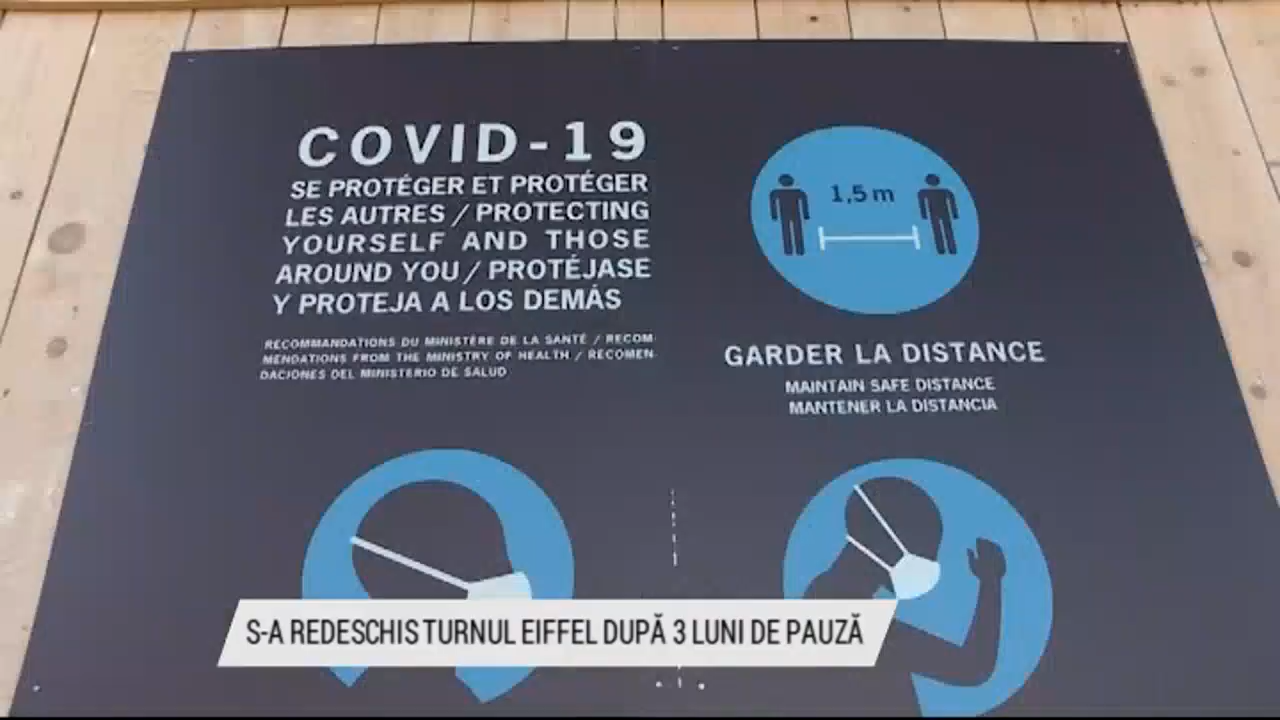 COVID-19
SE PROTÉGER ET PROTÉGER
LES AUTRES / PROTECTING
YOURSELF AND THOSE
AROUND YOU / PROTÉJASE
Y PROTEJA A LOS DEMÁS
RECOMMANDATIONS DU MINISTÈRE DE LA SANTÉ / RECOM-
MENDATIONS FROM THE MINISTRY OF HEALTH / RECOMEN-
DACIONES DEL MINISTERIO DE SALUD
1,5 m
GARDER LA DISTANCE
MAINTAIN SAFE DISTANCE
MANTENER LA DISTANCIA
S-A REDESCHIS TURNUL EIFFEL DUPĂ 3 LUNI DE PAUZĂ